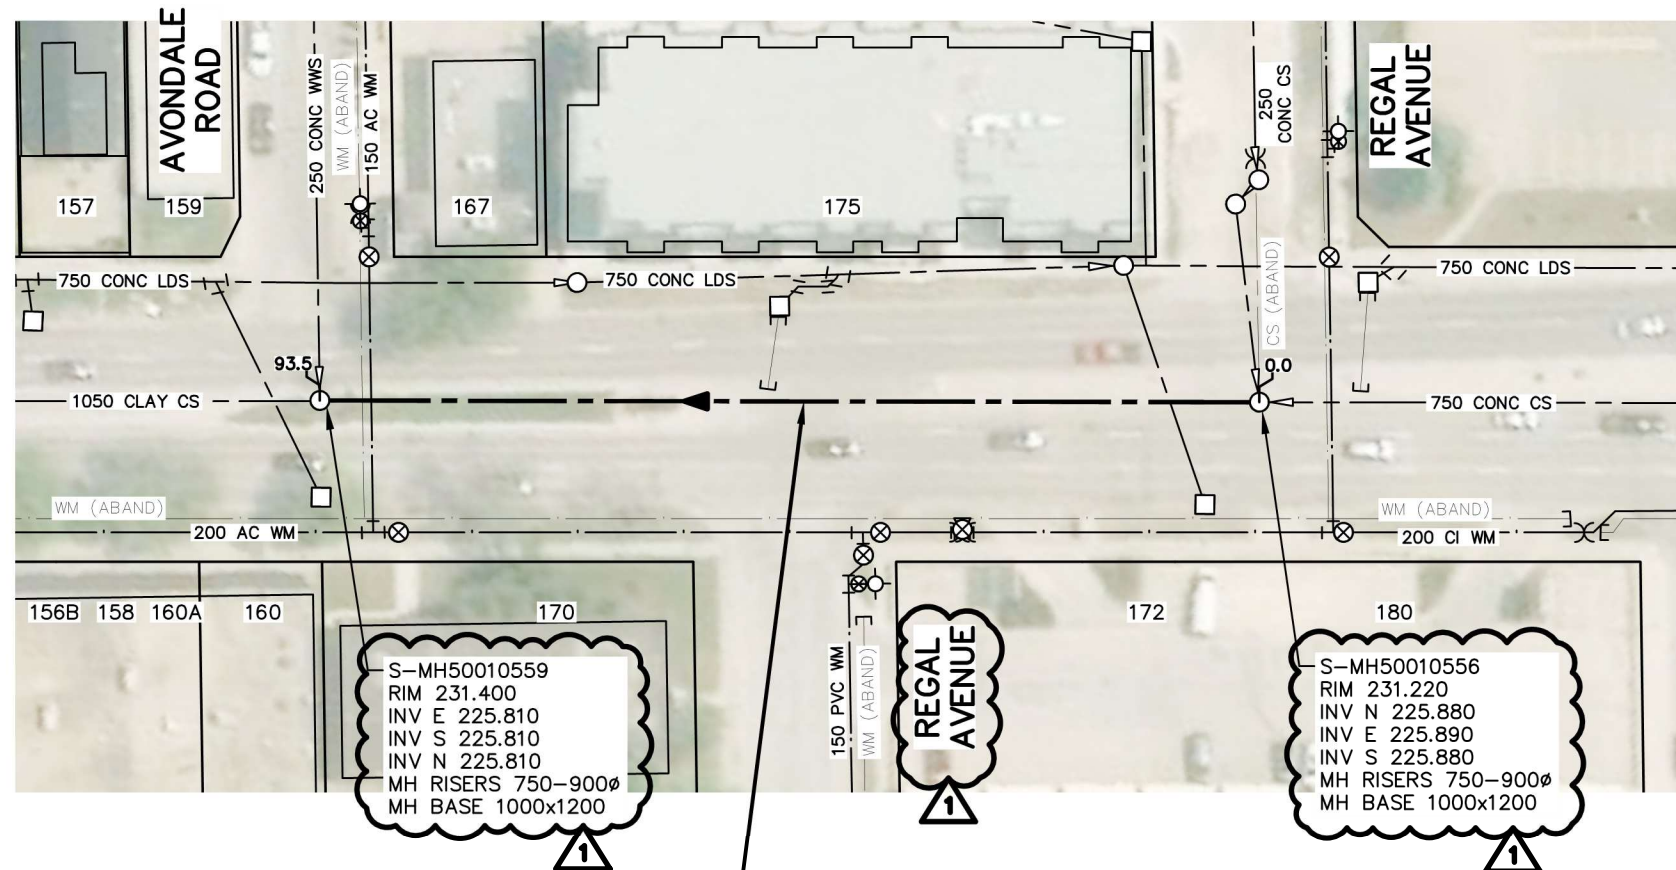 AVONDALE
ROAD
250 CONC WWS
WM (ABAND)
150 AC WM
250
CONC CS
REGAL
AVENUE
157
159
167
175
750 CONC LDS
750 CONC LDS
CS (ABAND)
750 CONC LDS
93.5
0.0
1050 CLAY CS
750 CONC CS
WM (ABAND)
200 AC WM
WM (ABAND)
200 CI WM
156B
158
160A
160
170
172
180
150 PVC WM
WM (ABAND)
REGAL
AVENUE
1
S-MH50010559
RIM 231.400
INV E 225.810
INV S 225.810
INV N 225.810
MH RISERS 750-900ø
MH BASE 1000x1200
1
S-MH50010556
RIM 231.220
INV N 225.880
INV E 225.890
INV S 225.880
MH RISERS 750-900ø
MH BASE 1000x1200
1